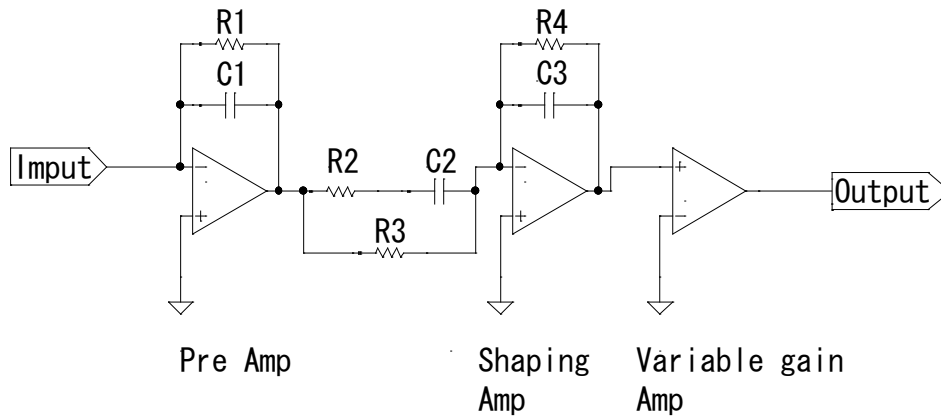 R1
R4
C1
C3
Imput
R2
C2
Output
R3
Pre Amp
Shaping
Amp
Variable gain
Amp